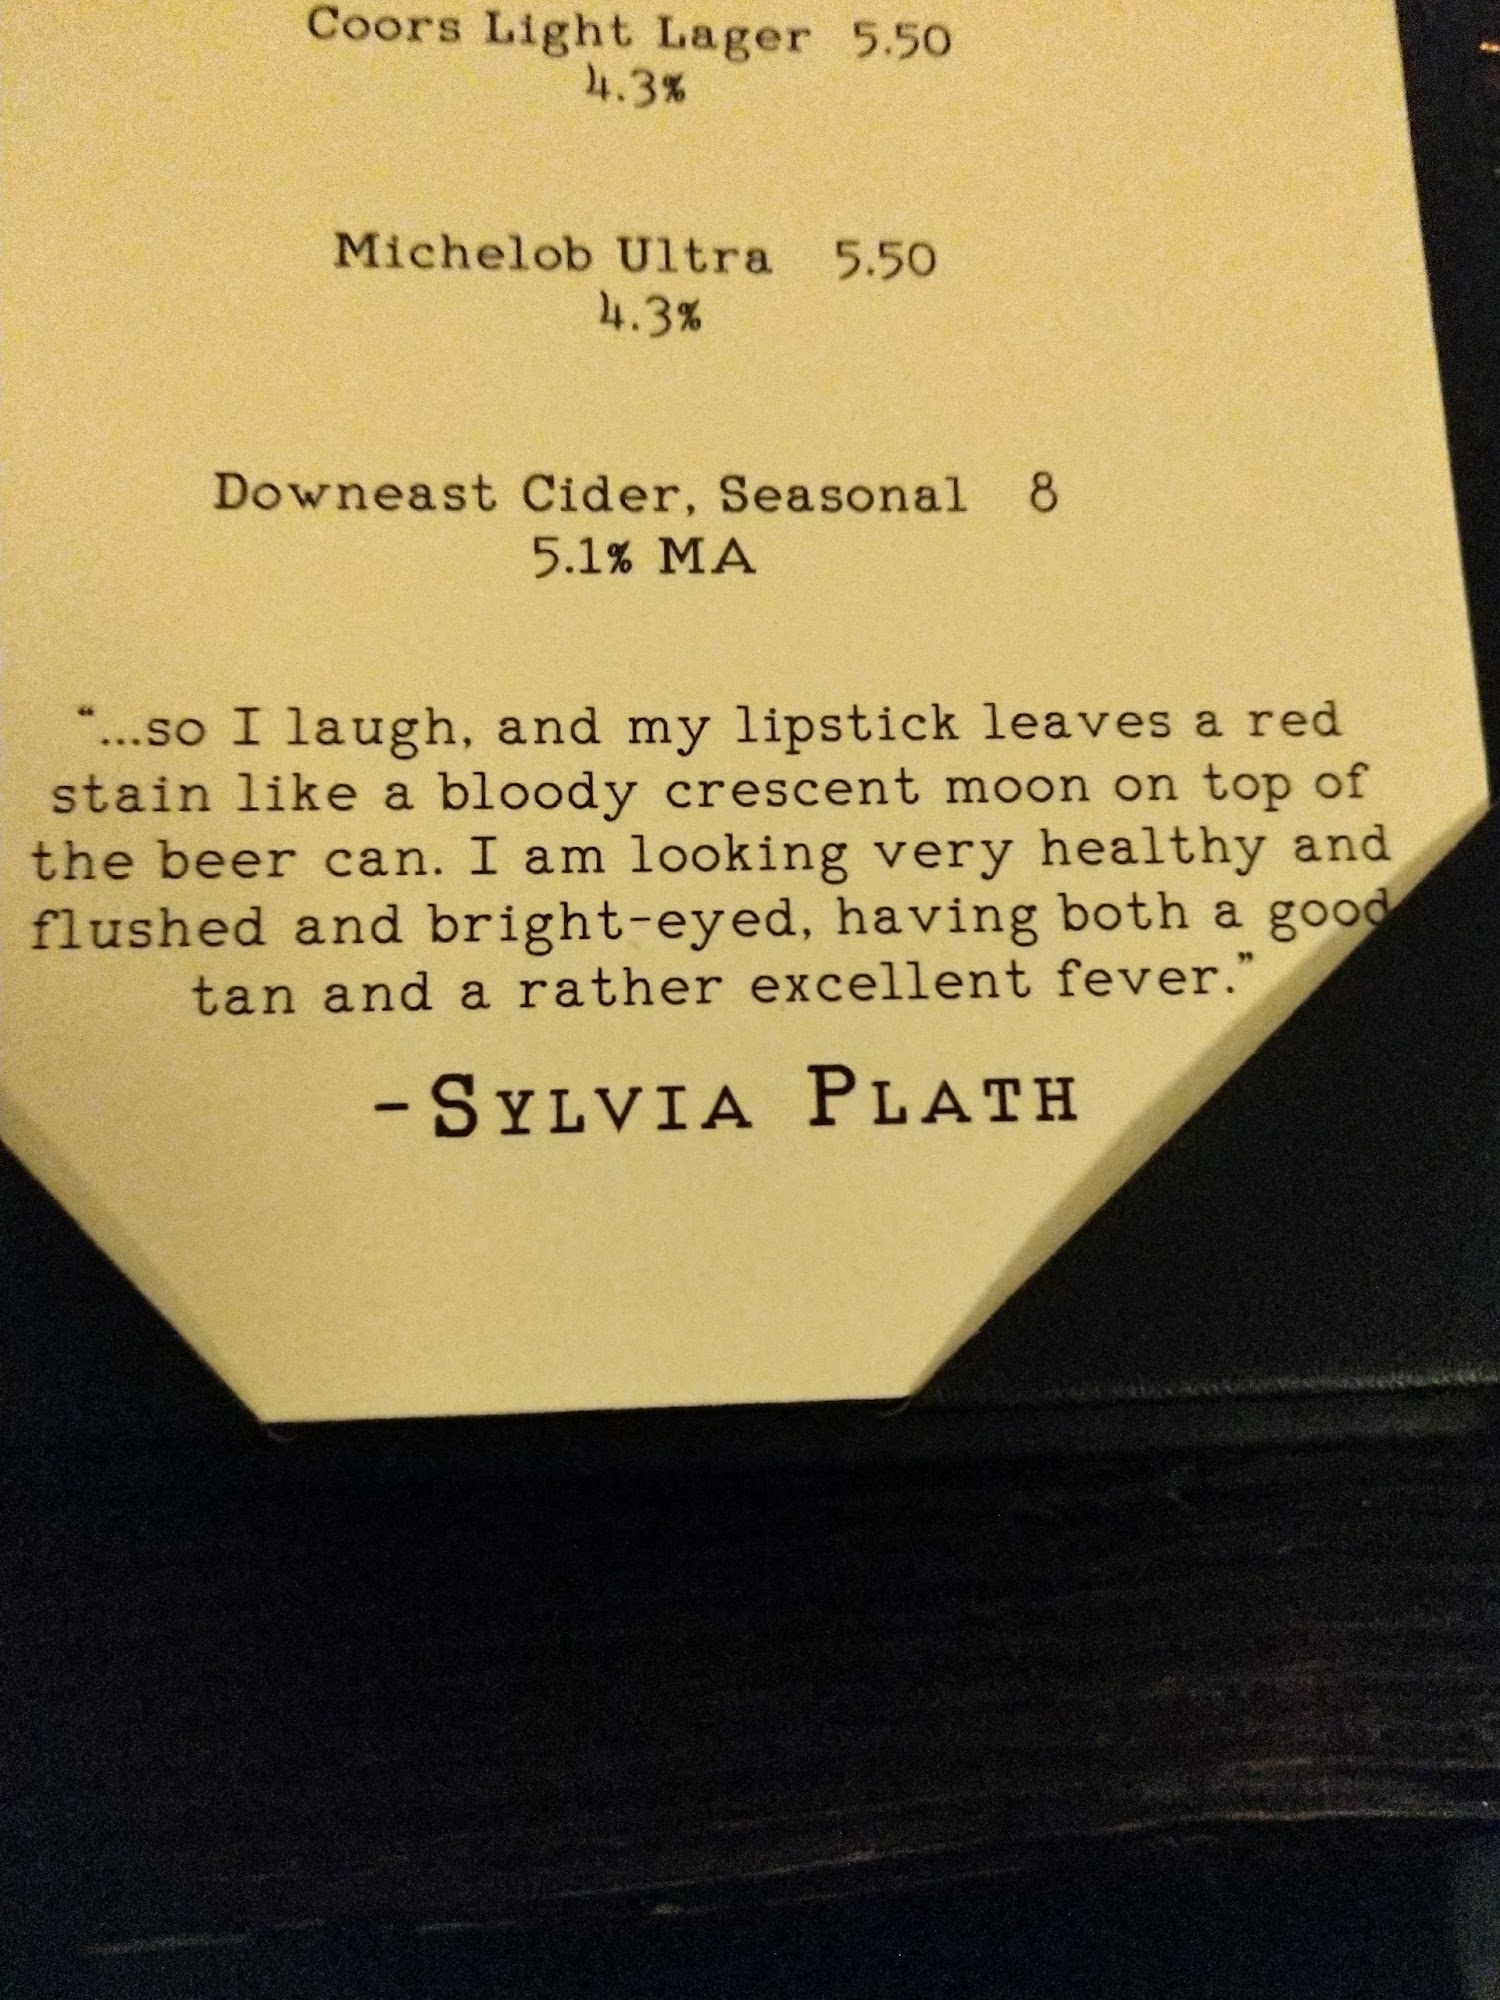 Coors Light Lager 5.50
4.3%
Michelob Ultra 5.50
4.3%
Downeast Cider, Seasonal 8
5.1% MA
“...so I laugh, and my lipstick leaves a red
stain like a bloody crescent moon on top of
the beer can. I am looking very healthy and
flushed and bright-eyed, having both a good
tan and a rather excellent fever.”
-SYLVIA PLATH